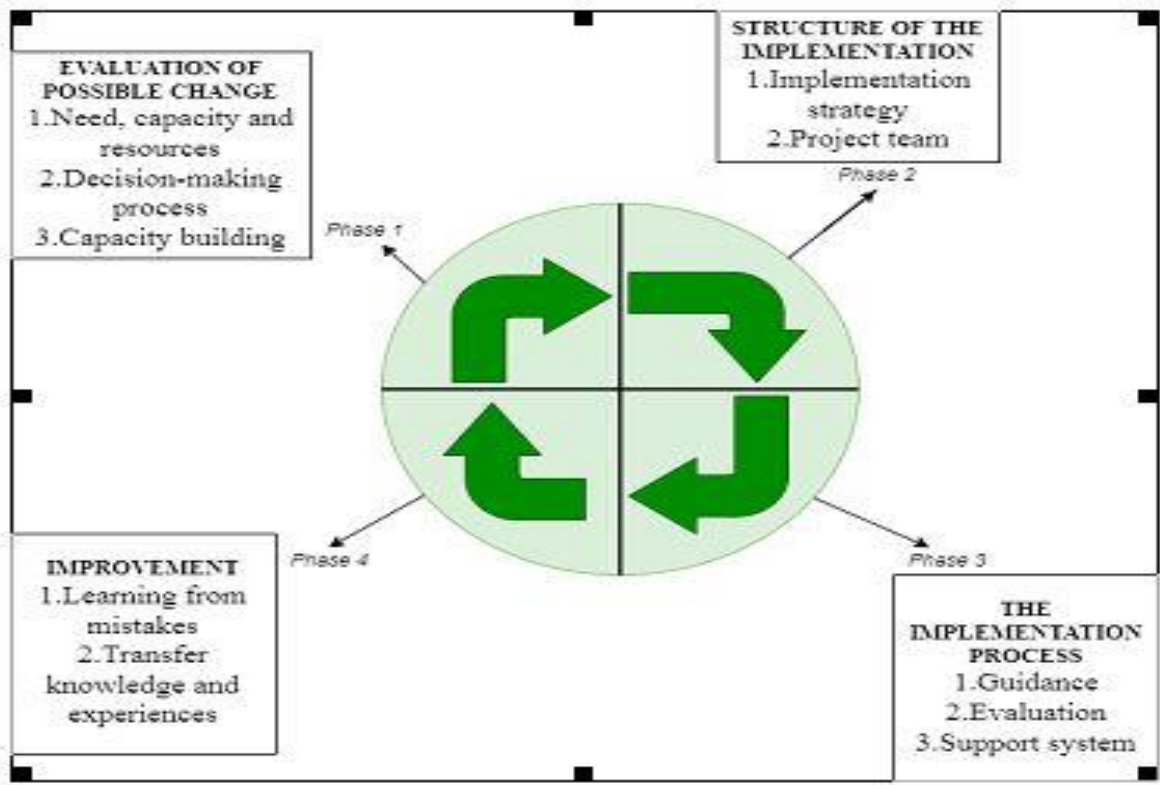 EVALUATION OF
POSSIBLE CHANGE
1.Need, capacity and
resources
2.Decision-making
process
3.Capacity building
Phase 1
STRUCTURE OF THE
IMPLEMENTATION
1.Implementation
strategy
2.Project team
Phase 2
Phase 3
THE
IMPLEMENTATION
PROCESS
1.Guidance
2.Evaluation
3.Support system
Phase 4
IMPROVEMENT
1.Learning from
mistakes
2.Transfer
knowledge and
experiences